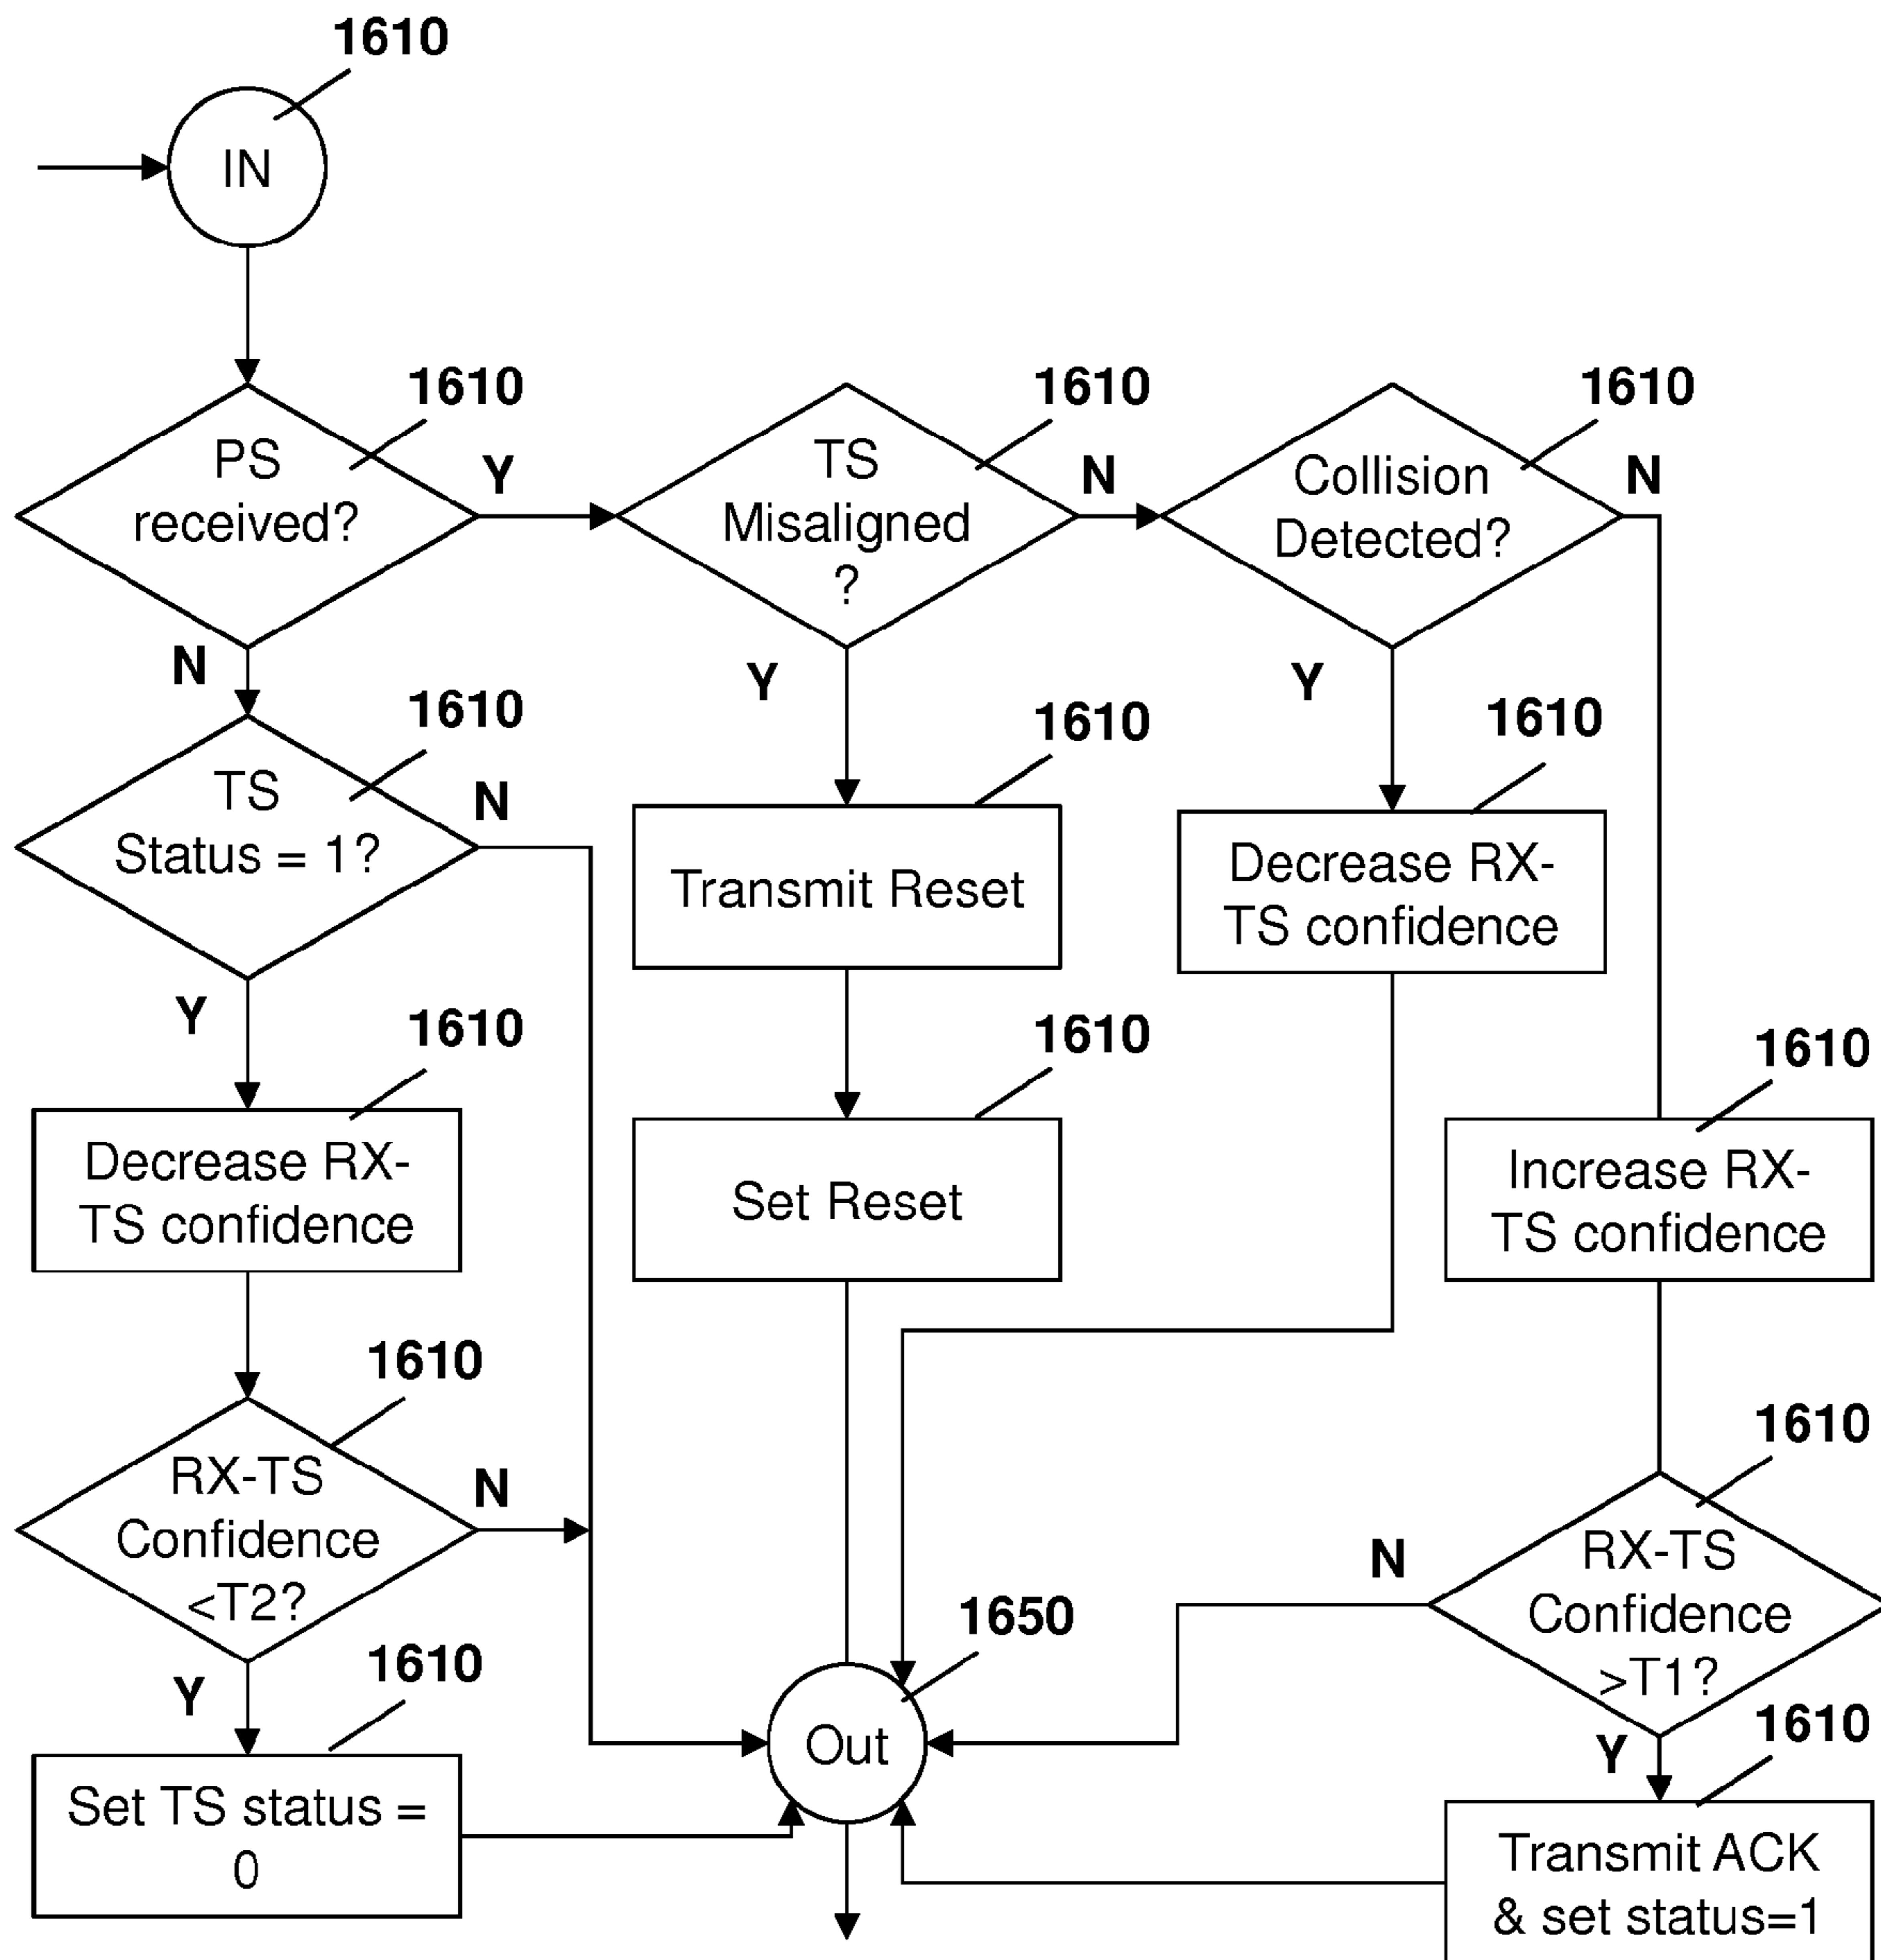 1610
IN
1610
PS
received?
Y
1610
TS
Misaligned
?
N
1610
Collision
Detected?
N
N
Y
Y
1610
TS
Status = 1?
N
1610
Transmit Reset
1610
Decrease RX-
TS confidence
Y
1610
Decrease RX-
TS confidence
1610
Set Reset
1610
Increase RX-
TS confidence
1610
RX-TS
Confidence
<T2?
N
1610
RX-TS
Confidence
>T1?
N
1650
Out
Y
1610
Set TS status =
0
Y
1610
Transmit ACK
& set status=1